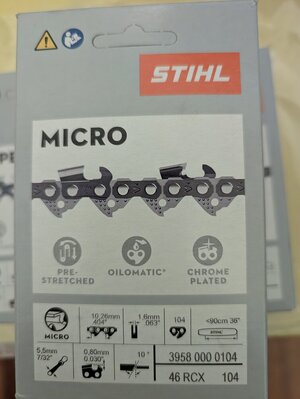 STIHL
MICRO
PRE-
STRETCHED
OILOMATIC®
CHROME
PLATED
10,26mm
.404"
1,6mm
.063"
104
<90cm 36"
MICRO
5,5mm
7/32"
0,80mm
0.030"
10°
3958 000 0104
46 RCX 104